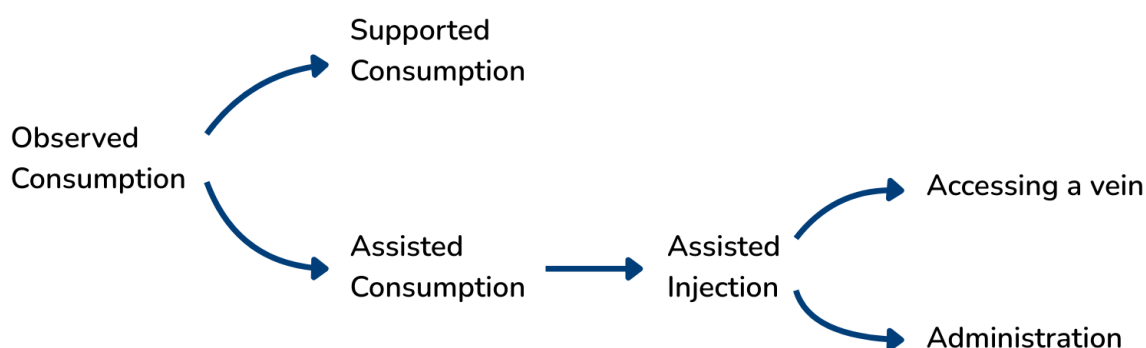 Supported
Consumption
Observed
Consumption
Accessing a vein
Assisted
Consumption
Assisted
Injection
Administration